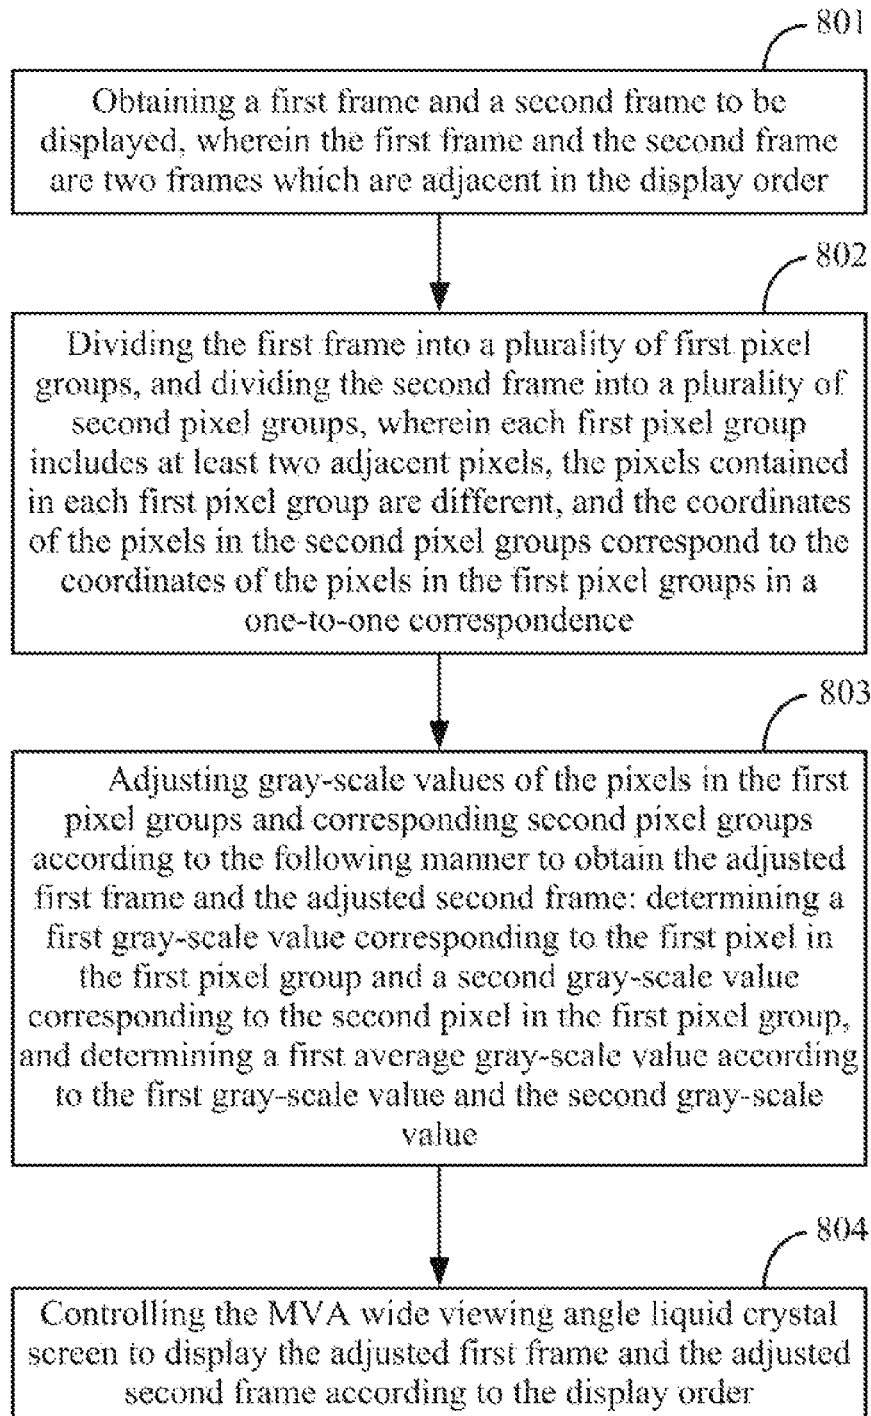 801
Obtaining a first frame and a second frame to be
displayed, wherein the first frame and the second frame
are two frames which are adjacent in the display order
802
Dividing the first frame into a plurality of first pixel
groups, and dividing the second frame into a plurality of
second pixel groups, wherein each first pixel group
includes at least two adjacent pixels, the pixels contained
in each first pixel group are different, and the coordinates
of the pixels in the second pixel groups correspond to the
coordinates of the pixels in the first pixel groups in a
one-to-one correspondence
803
Adjusting gray-scale values of the pixels in the first
pixel groups and corresponding second pixel groups
according to the following manner to obtain the adjusted
first frame and the adjusted second frame: determining a
first gray-scale value corresponding to the first pixel in
the first pixel group and a second gray-scale value
corresponding to the second pixel in the first pixel group,
and determining a first average gray-scale value according
to the first gray-scale value and the second gray-scale
value
804
Controlling the MVA wide viewing angle liquid crystal
screen to display the adjusted first frame and the adjusted
second frame according to the display order